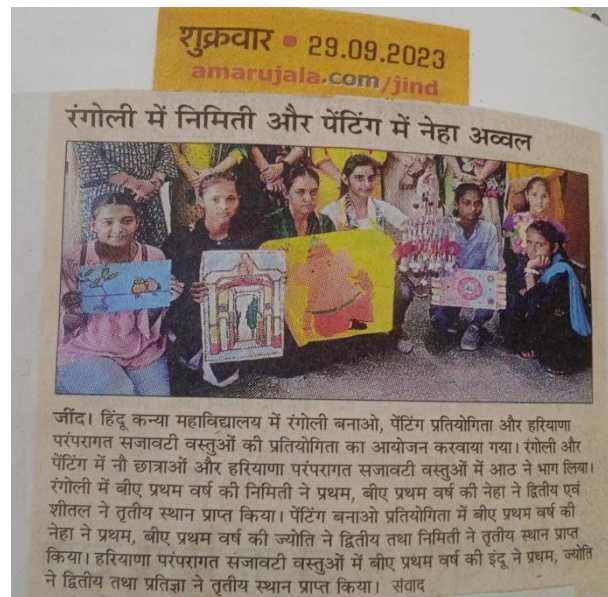 शुक्रवार • 29.09.2023
amarujala.com/jind
रंगोली में निमिती और पेंटिंग में नेहा अव्वल
जींद। हिंदू कन्या महाविद्यालय में रंगोली बनाओ, पेंटिंग प्रतियोगिता और हरियाणा
परंपरागत सजावटी वस्तुओं की प्रतियोगिता का आयोजन करवाया गया। रंगोली और
पेंटिंग में नौ छात्राओं और हरियाणा परंपरागत सजावटी वस्तुओं में आठ ने भाग लिया।
रंगोली में बीए प्रथम वर्ष की निमिती ने प्रथम, बीए प्रथम वर्ष की नेहा ने द्वितीय एवं
शीतल ने तृतीय स्थान प्राप्त किया। पेंटिंग बनाओ प्रतियोगिता में बीए प्रथम वर्ष की
नेहा ने प्रथम, बीए प्रथम वर्ष की ज्योति ने द्वितीय तथा निमिती ने तृतीय स्थान प्राप्त
किया। हरियाणा परंपरागत सजावटी वस्तुओं में बीए प्रथम वर्ष की इंदू ने प्रथम, ज्योति
ने द्वितीय तथा प्रतिज्ञा ने तृतीय स्थान प्राप्त किया। संवाद